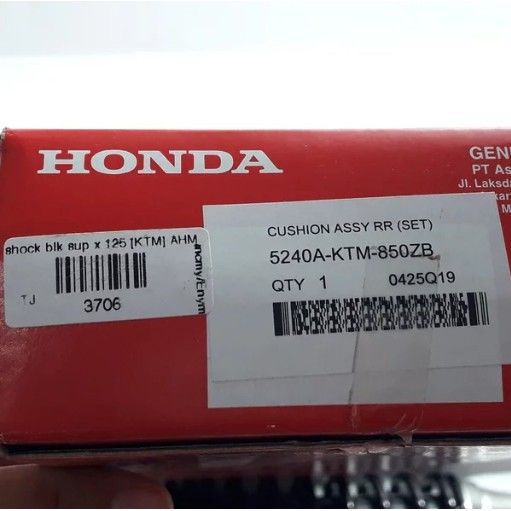 HONDA
GEN
PT As
Jl. Laksda
shock blk sup x 125 [KTM] AHM
TJ
3706
CUSHION ASSY RR (SET)
5240A-KTM-850ZB
QTY 1 0425Q19